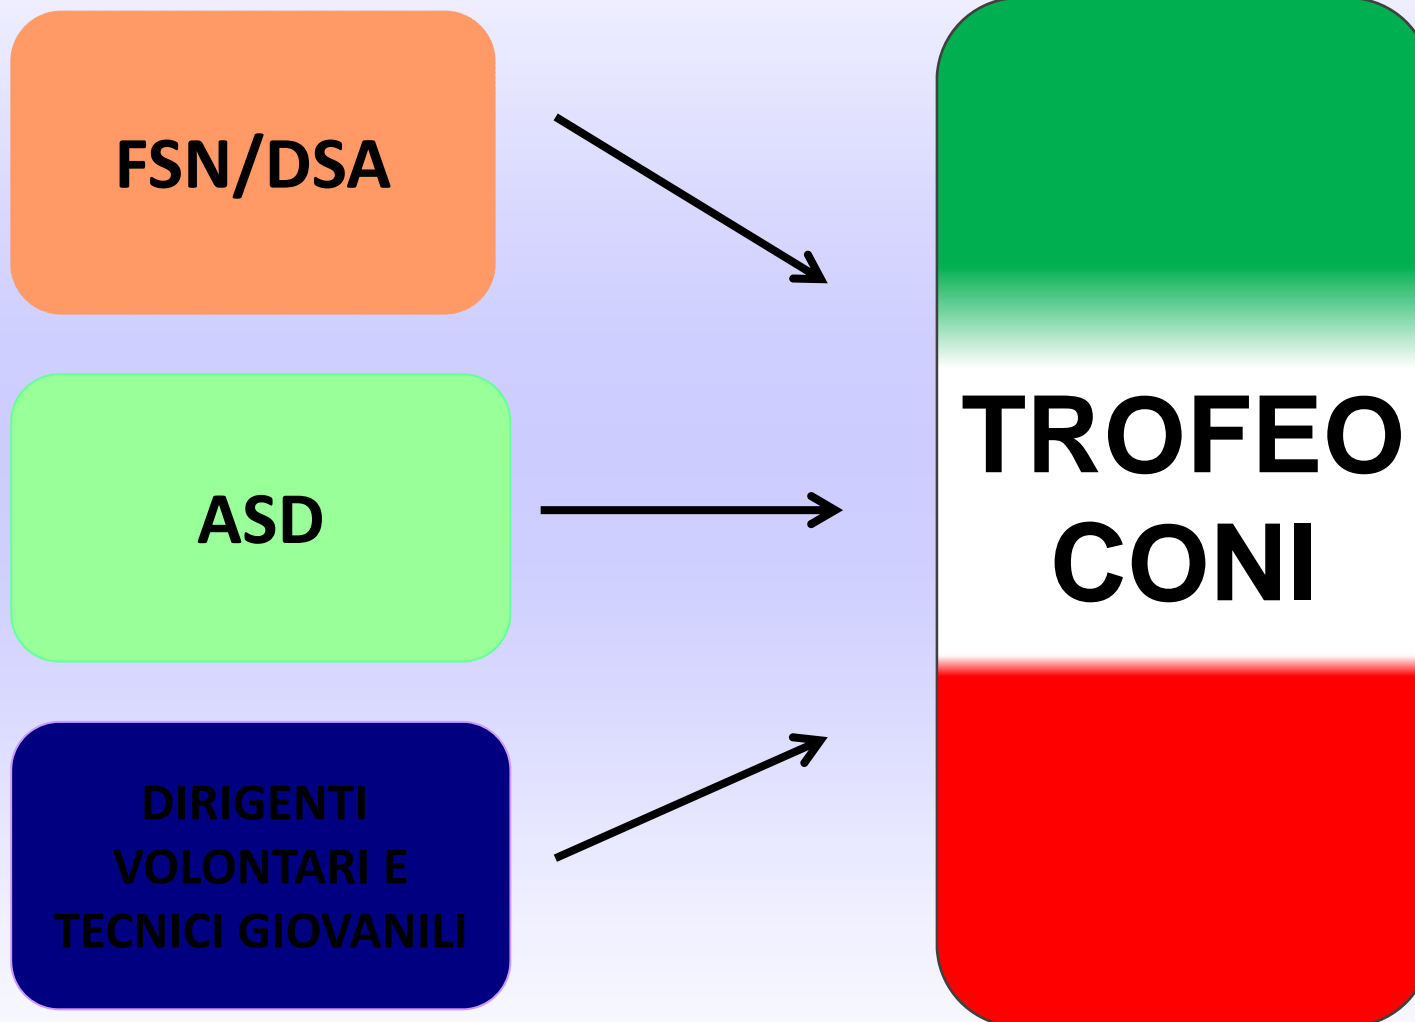 FSN/DSA
ASD
DIRIGENTI
VOLONTARI E
TECNICI GIOVANILI
TROFEO
CONI